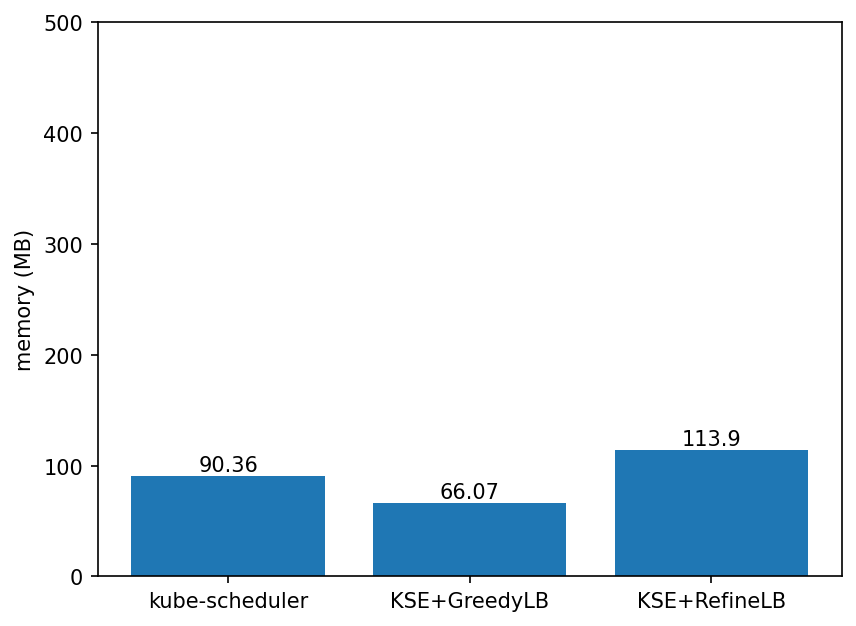 500
400
300
200
100
0
memory (MB)
90.36
66.07
113.9
kube-scheduler
KSE+GreedyLB
KSE+RefineLB